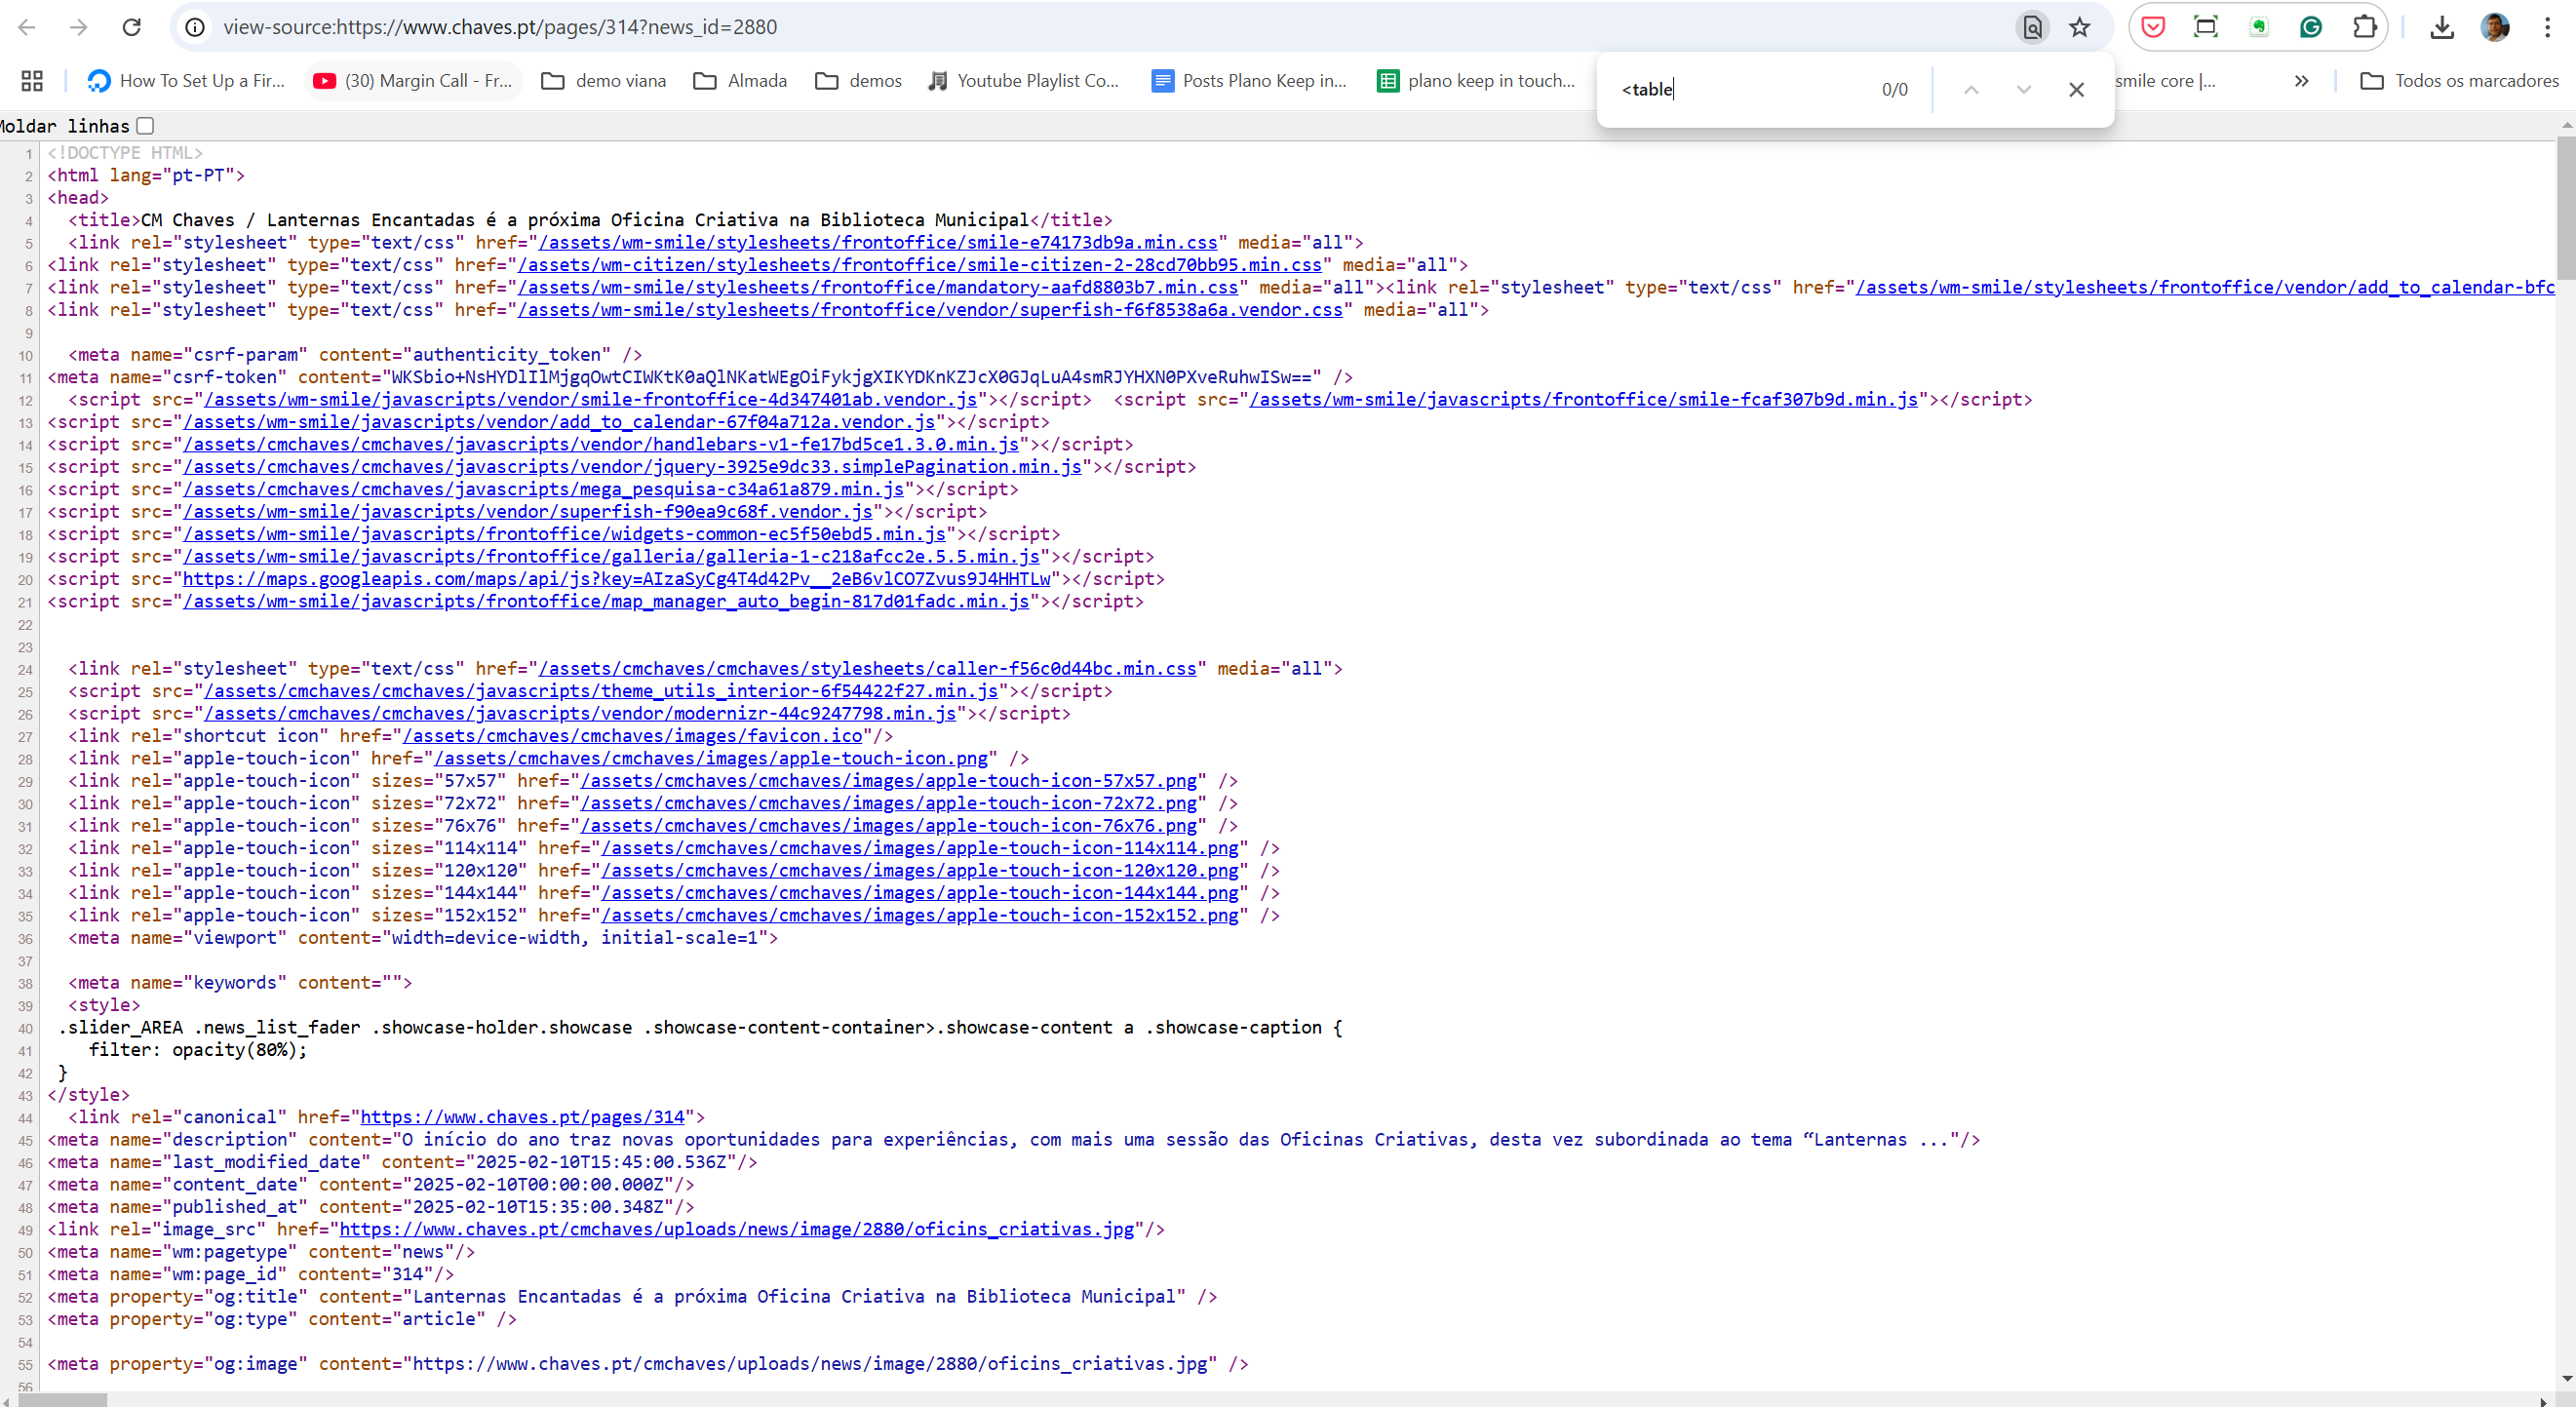 view-source:https://www.chaves.pt/pages/314?news_id=2880
How To Set Up a Fir...
(30) Margin Call - Fr...
demo viana
Almada
demos
Youtube Playlist Co...
Posts Plano Keep in...
plano keep in touch...
smile core |...
»
Todos os marcadores
<table
0/0
Moldar linhas
1 <!DOCTYPE HTML>
2 <html lang="pt-PT">
3 <head>
4 <title>CM Chaves / Lanternas Encantadas é a próxima Oficina Criativa na Biblioteca Municipal</title>
5 <link rel="stylesheet" type="text/css" href="/assets/wm-smile/stylesheets/frontoffice/smile-e74173db9a.min.css" media="all">
6 <link rel="stylesheet" type="text/css" href="/assets/wm-citizen/stylesheets/frontoffice/smile-citizen-2-28cd70bb95.min.css" media="all">
7 <link rel="stylesheet" type="text/css" href="/assets/wm-smile/stylesheets/frontoffice/mandatory-aafd8803b7.min.css" media="all"><link rel="stylesheet" type="text/css" href="/assets/wm-smile/stylesheets/frontoffice/vendor/add_to_calendar-bfc
8 <link rel="stylesheet" type="text/css" href="/assets/wm-smile/stylesheets/frontoffice/vendor/superfish-f6f8538a6a.vendor.css" media="all">
9
10 <meta name="csrf-param" content="authenticity_token" />
11 <meta name="csrf-token" content="WKSbio+NsHYDlIlMjgqOwtCIWKtK0aQlNKatWEgOiFykjgXIKYDKnKZJcX0GJqLuA4smRJYHXN0PXveRuhwISw==" />
12 <script src="/assets/wm-smile/javascripts/vendor/smile-frontoffice-4d347401ab.vendor.js"></script> <script src="/assets/wm-smile/javascripts/frontoffice/smile-fcaf307b9d.min.js"></script>
13 <script src="/assets/wm-smile/javascripts/vendor/add_to_calendar-67f04a712a.vendor.js"></script>
14 <script src="/assets/cmchaves/cmchaves/javascripts/vendor/handlebars-v1-fe17bd5ce1.3.0.min.js"></script>
15 <script src="/assets/cmchaves/cmchaves/javascripts/vendor/jquery-3925e9dc33.simplePagination.min.js"></script>
16 <script src="/assets/cmchaves/cmchaves/javascripts/mega_pesquisa-c34a61a879.min.js"></script>
17 <script src="/assets/wm-smile/javascripts/vendor/superfish-f90ea9c68f.vendor.js"></script>
18 <script src="/assets/wm-smile/javascripts/frontoffice/widgets-common-ec5f50ebd5.min.js"></script>
19 <script src="/assets/wm-smile/javascripts/frontoffice/galleria/galleria-1-c218afcc2e.5.5.min.js"></script>
20 <script src="https://maps.googleapis.com/maps/api/js?key=AIzaSyCg4T4d42Pv__2eB6vlCO7Zvus9J4HHTLw"></script>
21 <script src="/assets/wm-smile/javascripts/frontoffice/map_manager_auto_begin-817d01fadc.min.js"></script>
22
23
24 <link rel="stylesheet" type="text/css" href="/assets/cmchaves/cmchaves/stylesheets/caller-f56c0d44bc.min.css" media="all">
25 <script src="/assets/cmchaves/cmchaves/javascripts/theme_utils_interior-6f54422f27.min.js"></script>
26 <script src="/assets/cmchaves/cmchaves/javascripts/vendor/modernizr-44c9247798.min.js"></script>
27 <link rel="shortcut icon" href="/assets/cmchaves/cmchaves/images/favicon.ico"/>
28 <link rel="apple-touch-icon" href="/assets/cmchaves/cmchaves/images/apple-touch-icon.png" />
29 <link rel="apple-touch-icon" sizes="57x57" href="/assets/cmchaves/cmchaves/images/apple-touch-icon-57x57.png" />
30 <link rel="apple-touch-icon" sizes="72x72" href="/assets/cmchaves/cmchaves/images/apple-touch-icon-72x72.png" />
31 <link rel="apple-touch-icon" sizes="76x76" href="/assets/cmchaves/cmchaves/images/apple-touch-icon-76x76.png" />
32 <link rel="apple-touch-icon" sizes="114x114" href="/assets/cmchaves/cmchaves/images/apple-touch-icon-114x114.png" />
33 <link rel="apple-touch-icon" sizes="120x120" href="/assets/cmchaves/cmchaves/images/apple-touch-icon-120x120.png" />
34 <link rel="apple-touch-icon" sizes="144x144" href="/assets/cmchaves/cmchaves/images/apple-touch-icon-144x144.png" />
35 <link rel="apple-touch-icon" sizes="152x152" href="/assets/cmchaves/cmchaves/images/apple-touch-icon-152x152.png" />
36 <meta name="viewport" content="width=device-width, initial-scale=1">
37
38 <meta name="keywords" content="">
39 <style>
40 .slider_AREA .news_list_fader .showcase-holder.showcase .showcase-content-container>.showcase-content a .showcase-caption {
41 filter: opacity(80%);
42 }
43 </style>
44 <link rel="canonical" href="https://www.chaves.pt/pages/314">
45 <meta name="description" content="O início do ano traz novas oportunidades para experiências, com mais uma sessão das Oficinas Criativas, desta vez subordinada ao tema “Lanternas ..."/>
46 <meta name="last_modified_date" content="2025-02-10T15:45:00.536Z"/>
47 <meta name="content_date" content="2025-02-10T00:00:00.000Z"/>
48 <meta name="published_at" content="2025-02-10T15:35:00.348Z"/>
49 <link rel="image_src" href="https://www.chaves.pt/cmchaves/uploads/news/image/2880/oficins_criativas.jpg"/>
50 <meta name="wm:pagetype" content="news"/>
51 <meta name="wm:page_id" content="314"/>
52 <meta property="og:title" content="Lanternas Encantadas é a próxima Oficina Criativa na Biblioteca Municipal" />
53 <meta property="og:type" content="article" />
54
55 <meta property="og:image" content="https://www.chaves.pt/cmchaves/uploads/news/image/2880/oficins_criativas.jpg" />
56